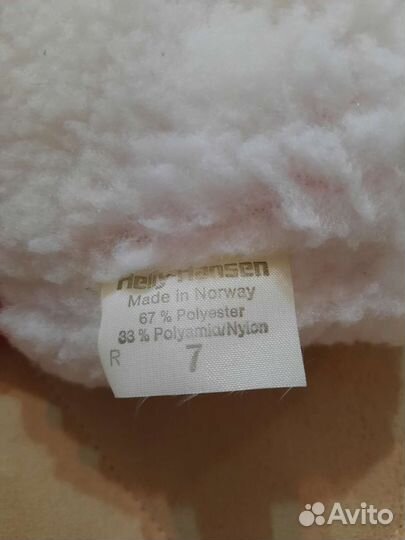 Helly Hansen
Made in Norway
67 % Polyester
33 % Polyamid/Nylon
R 7
Avito